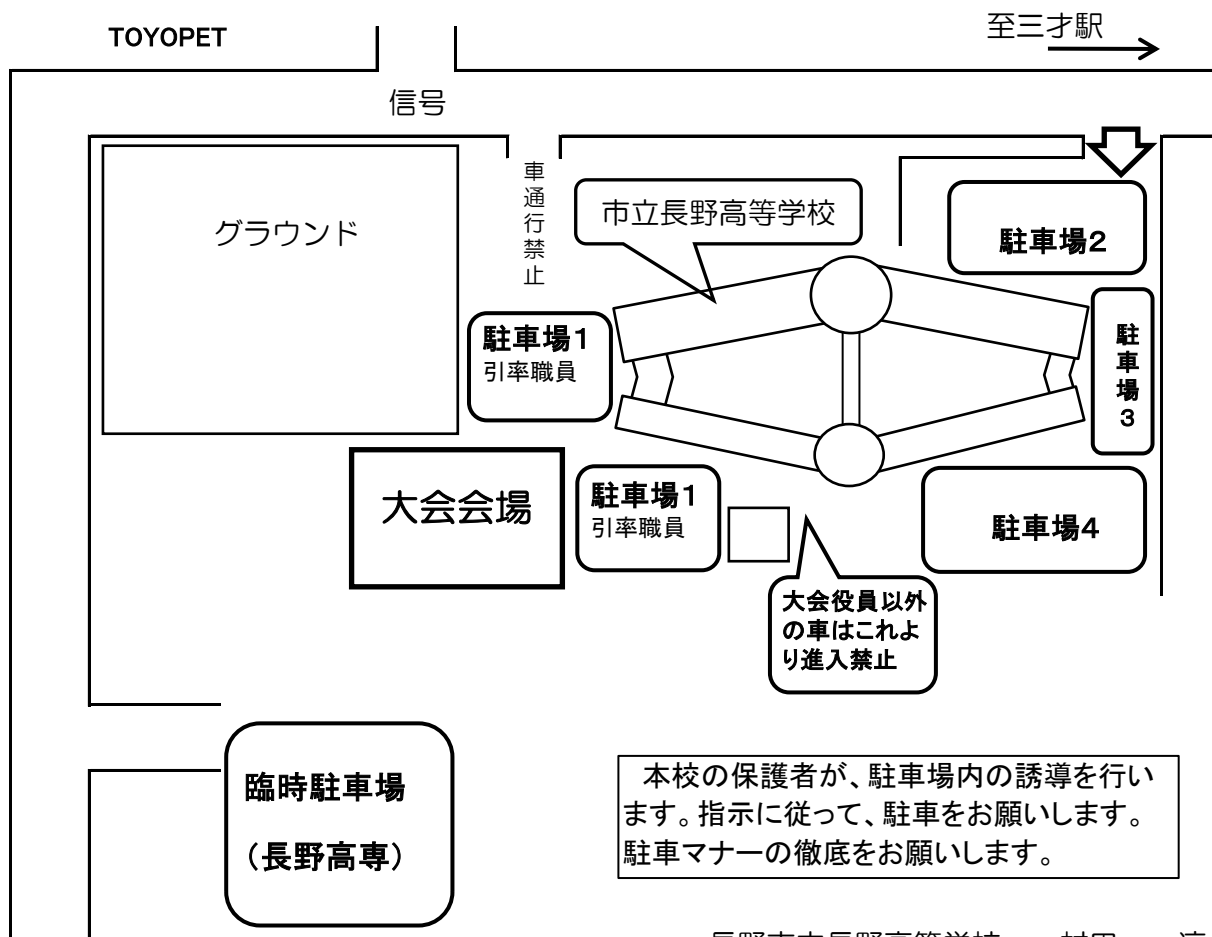 TOYOPET
至三才駅
信号
グラウンド
車通行禁止
市立長野高等学校
駐車場2
駐車場1
引率職員
駐車場3
大会会場
駐車場1
引率職員
駐車場4
大会役員以外
の車はこれよ
り進入禁止
臨時駐車場
（長野高専）
本校の保護者が、駐車場内の誘導を行い
ます。指示に従って、駐車をお願いします。
駐車マナーの徹底をお願いします。